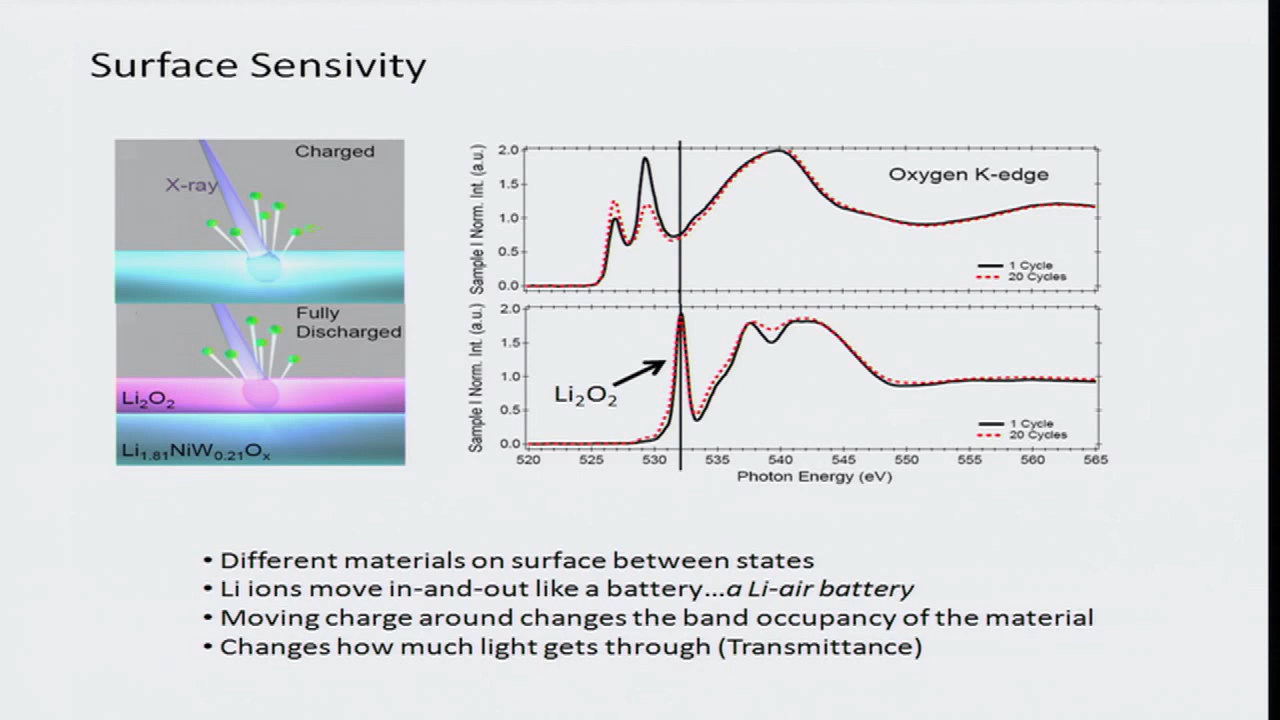 Surface Sensivity
Charged
X-ray
Fully
Discharged
Li₂O₂
Li₁.₈₁NiW₀.₂₁Oₓ
Sample I Norm. Int. (a.u.)
2.0
1.5
1.0
0.5
0.0
Oxygen K-edge
1 Cycle
20 Cycles
Sample I Norm. Int. (a.u.)
2.0
1.5
1.0
0.5
0.0
Li₂O₂
1 Cycle
20 Cycles
520 525 530 535 540 545 550 555 560 565
Photon Energy (eV)
• Different materials on surface between states
• Li ions move in-and-out like a battery...a Li-air battery
• Moving charge around changes the band occupancy of the material
• Changes how much light gets through (Transmittance)